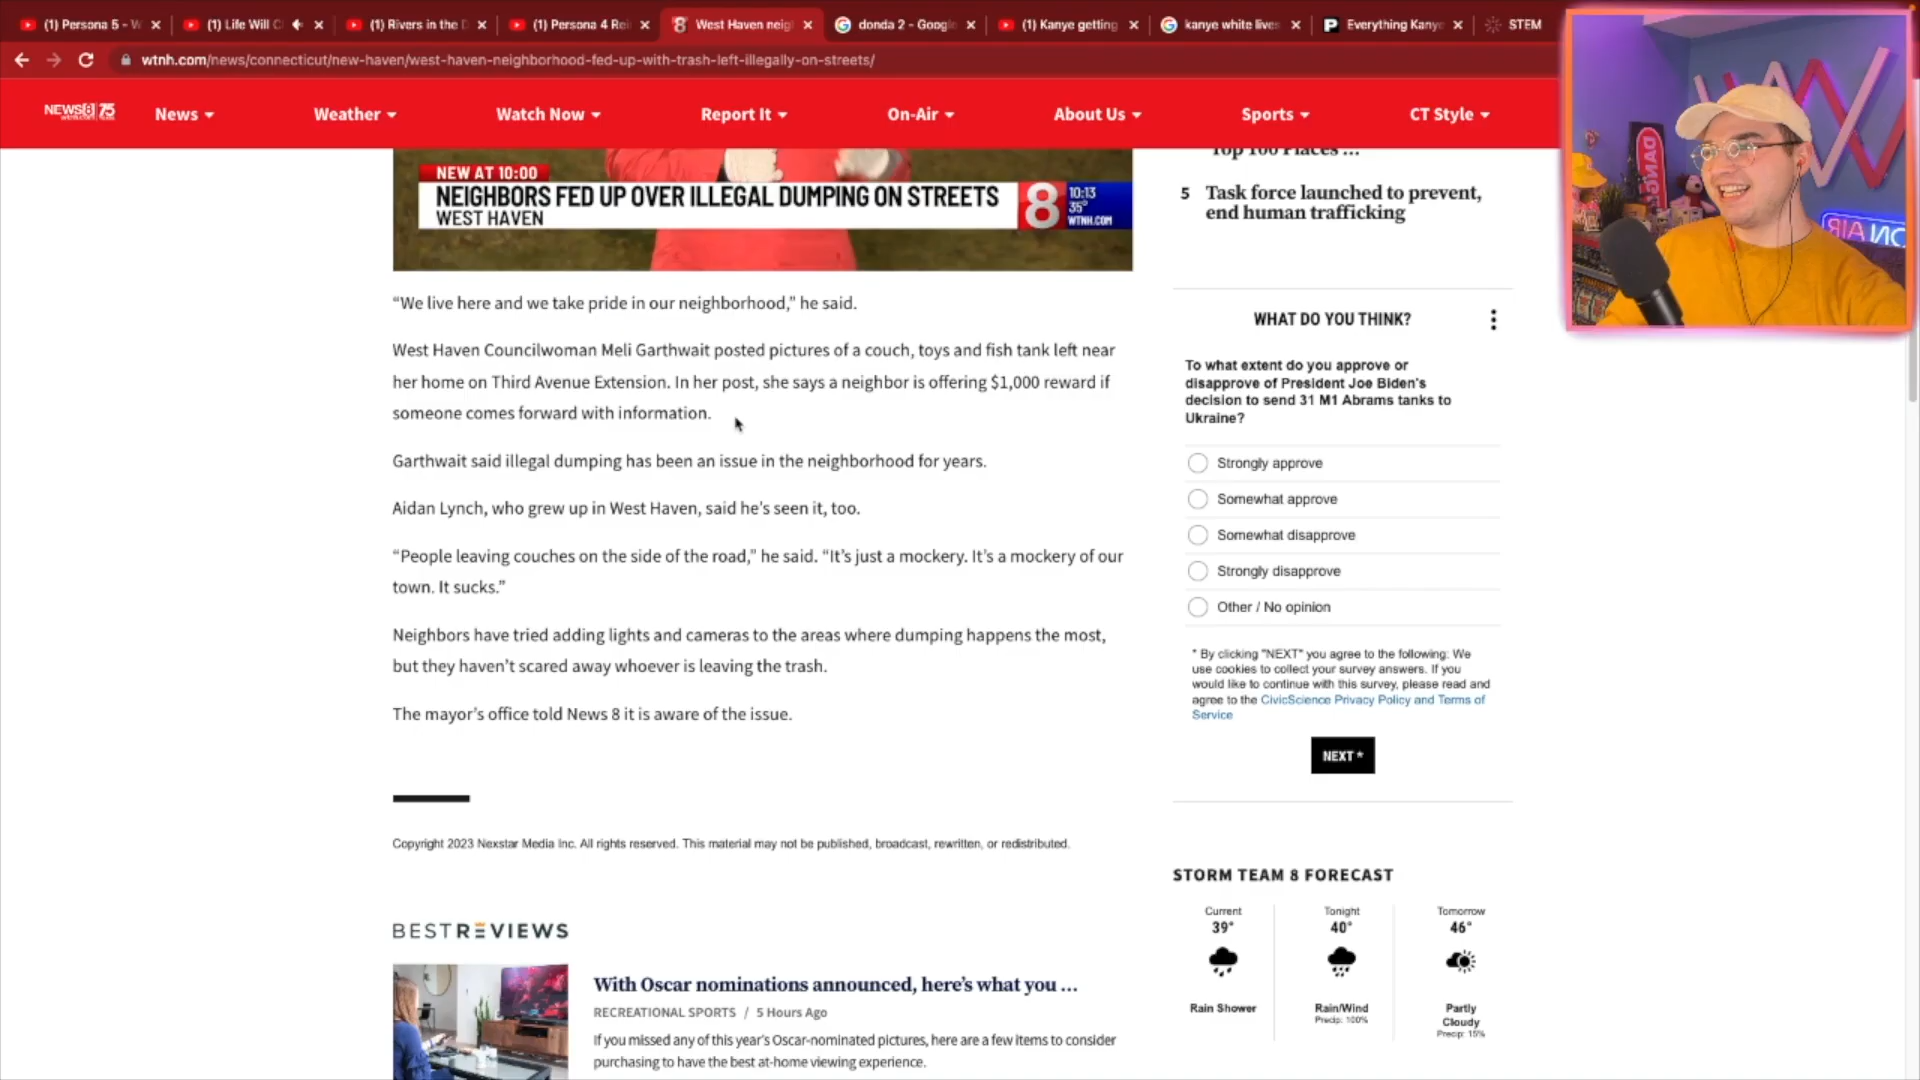 (1) Persona 5 - W
(1) Life Will C
(1) Rivers in the D
(1) Persona 4 Rei
West Haven neig
donda 2 - Google
(1) Kanye getting
kanye white lives
Everything Kanye
STEM
wtnh.com/news/connecticut/new-haven/west-haven-neighborhood-fed-up-with-trash-left-illegally-on-streets/
NEWS8 75
wtnh.com
News
Weather
Watch Now
Report It
On-Air
About Us
Sports
CT Style
DANG
ON AIR
NEW AT 10:00
NEIGHBORS FED UP OVER ILLEGAL DUMPING ON STREETS
WEST HAVEN
8
10:13
35°
WTNH.COM
“We live here and we take pride in our neighborhood,” he said.
West Haven Councilwoman Meli Garthwait posted pictures of a couch, toys and fish tank left near
her home on Third Avenue Extension. In her post, she says a neighbor is offering $1,000 reward if
someone comes forward with information.
Garthwait said illegal dumping has been an issue in the neighborhood for years.
Aidan Lynch, who grew up in West Haven, said he’s seen it, too.
“People leaving couches on the side of the road,” he said. “It’s just a mockery. It’s a mockery of our
town. It sucks.”
Neighbors have tried adding lights and cameras to the areas where dumping happens the most,
but they haven’t scared away whoever is leaving the trash.
The mayor’s office told News 8 it is aware of the issue.
Copyright 2023 Nexstar Media Inc. All rights reserved. This material may not be published, broadcast, rewritten, or redistributed.
BESTREVIEWS
With Oscar nominations announced, here’s what you …
RECREATIONAL SPORTS / 5 Hours Ago
If you missed any of this year’s Oscar-nominated pictures, here are a few items to consider
purchasing to have the best at-home viewing experience.
Top 100 Places …
5 Task force launched to prevent,
end human trafficking
WHAT DO YOU THINK?
To what extent do you approve or
disapprove of President Joe Biden's
decision to send 31 M1 Abrams tanks to
Ukraine?
Strongly approve
Somewhat approve
Somewhat disapprove
Strongly disapprove
Other / No opinion
* By clicking "NEXT" you agree to the following: We
use cookies to collect your survey answers. If you
would like to continue with this survey, please read and
agree to the CivicScience Privacy Policy and Terms of
Service
NEXT *
STORM TEAM 8 FORECAST
Current
39°
Rain Shower
Tonight
40°
Rain/Wind
Precip: 100%
Tomorrow
46°
Partly
Cloudy
Precip: 15%